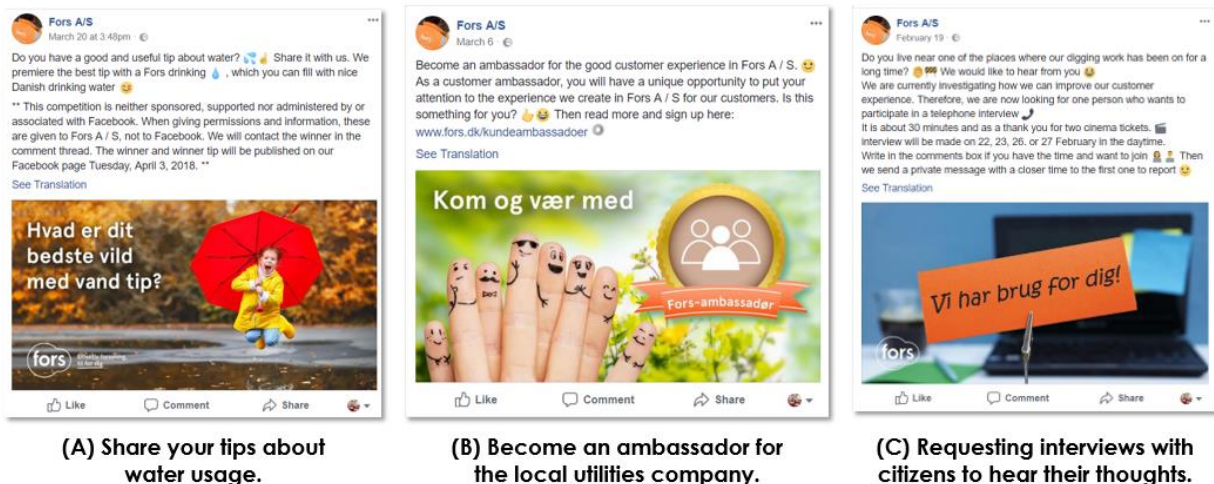 Fors A/S
March 20 at 3:48pm ·
Do you have a good and useful tip about water? 💦 ☝ Share it with us. We
premiere the best tip with a Fors drinking 💧 , which you can fill with nice
Danish drinking water 😊
** This competition is neither sponsored, supported nor administered by or
associated with Facebook. When giving permissions and information, these
are given to Fors A / S, not to Facebook. We will contact the winner in the
comment thread. The winner and winner tip will be published on our
Facebook page Tuesday, April 3, 2018. **
See Translation
Hvad er dit
bedste vild
med vand tip?
fors
Like Comment Share
(A) Share your tips about
water usage.
Fors A/S
March 6 ·
Become an ambassador for the good customer experience in Fors A / S. 😉
As a customer ambassador, you will have a unique opportunity to put your
attention to the experience we create in Fors A / S for our customers. Is this
something for you? 👍😂 Then read more and sign up here:
www.fors.dk/kundeambassadoer
See Translation
Kom og vær med
Fors-ambassadør
Like Comment Share
(B) Become an ambassador for
the local utilities company.
Fors A/S
February 19 ·
Do you live near one of the places where our digging work has been on for a
long time? 👷🚧 We would like to hear from you 😂
We are currently investigating how we can improve our customer
experience. Therefore, we are now looking for one person who wants to
participate in a telephone interview 📞
It is about 30 minutes and as a thank you for two cinema tickets. 🎬
interview will be made on 22, 23, 26. or 27 February in the daytime.
Write in the comments box if you have the time and want to join Then
we send a private message with a closer time to the first one to report 😉
See Translation
Vi har brug for dig!
fors
Like Comment Share
(C) Requesting interviews with
citizens to hear their thoughts.